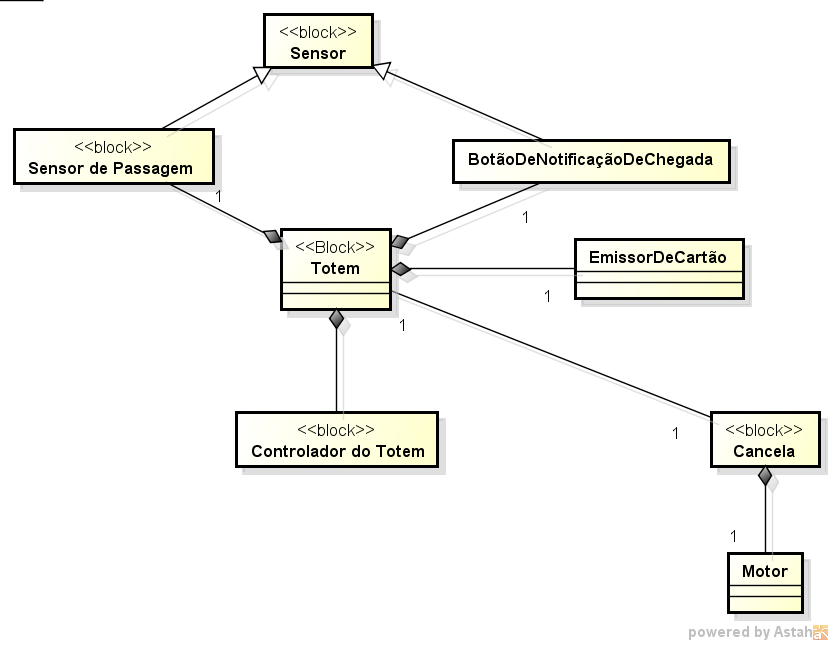 <<block>>
Sensor
<<block>>
Sensor de Passagem
BotãoDeNotificaçãoDeChegada
1
1
<<Block>>
Totem
EmissorDeCartão
1
1
<<block>>
Controlador do Totem
1
<<block>>
Cancela
1
Motor
powered by Astah